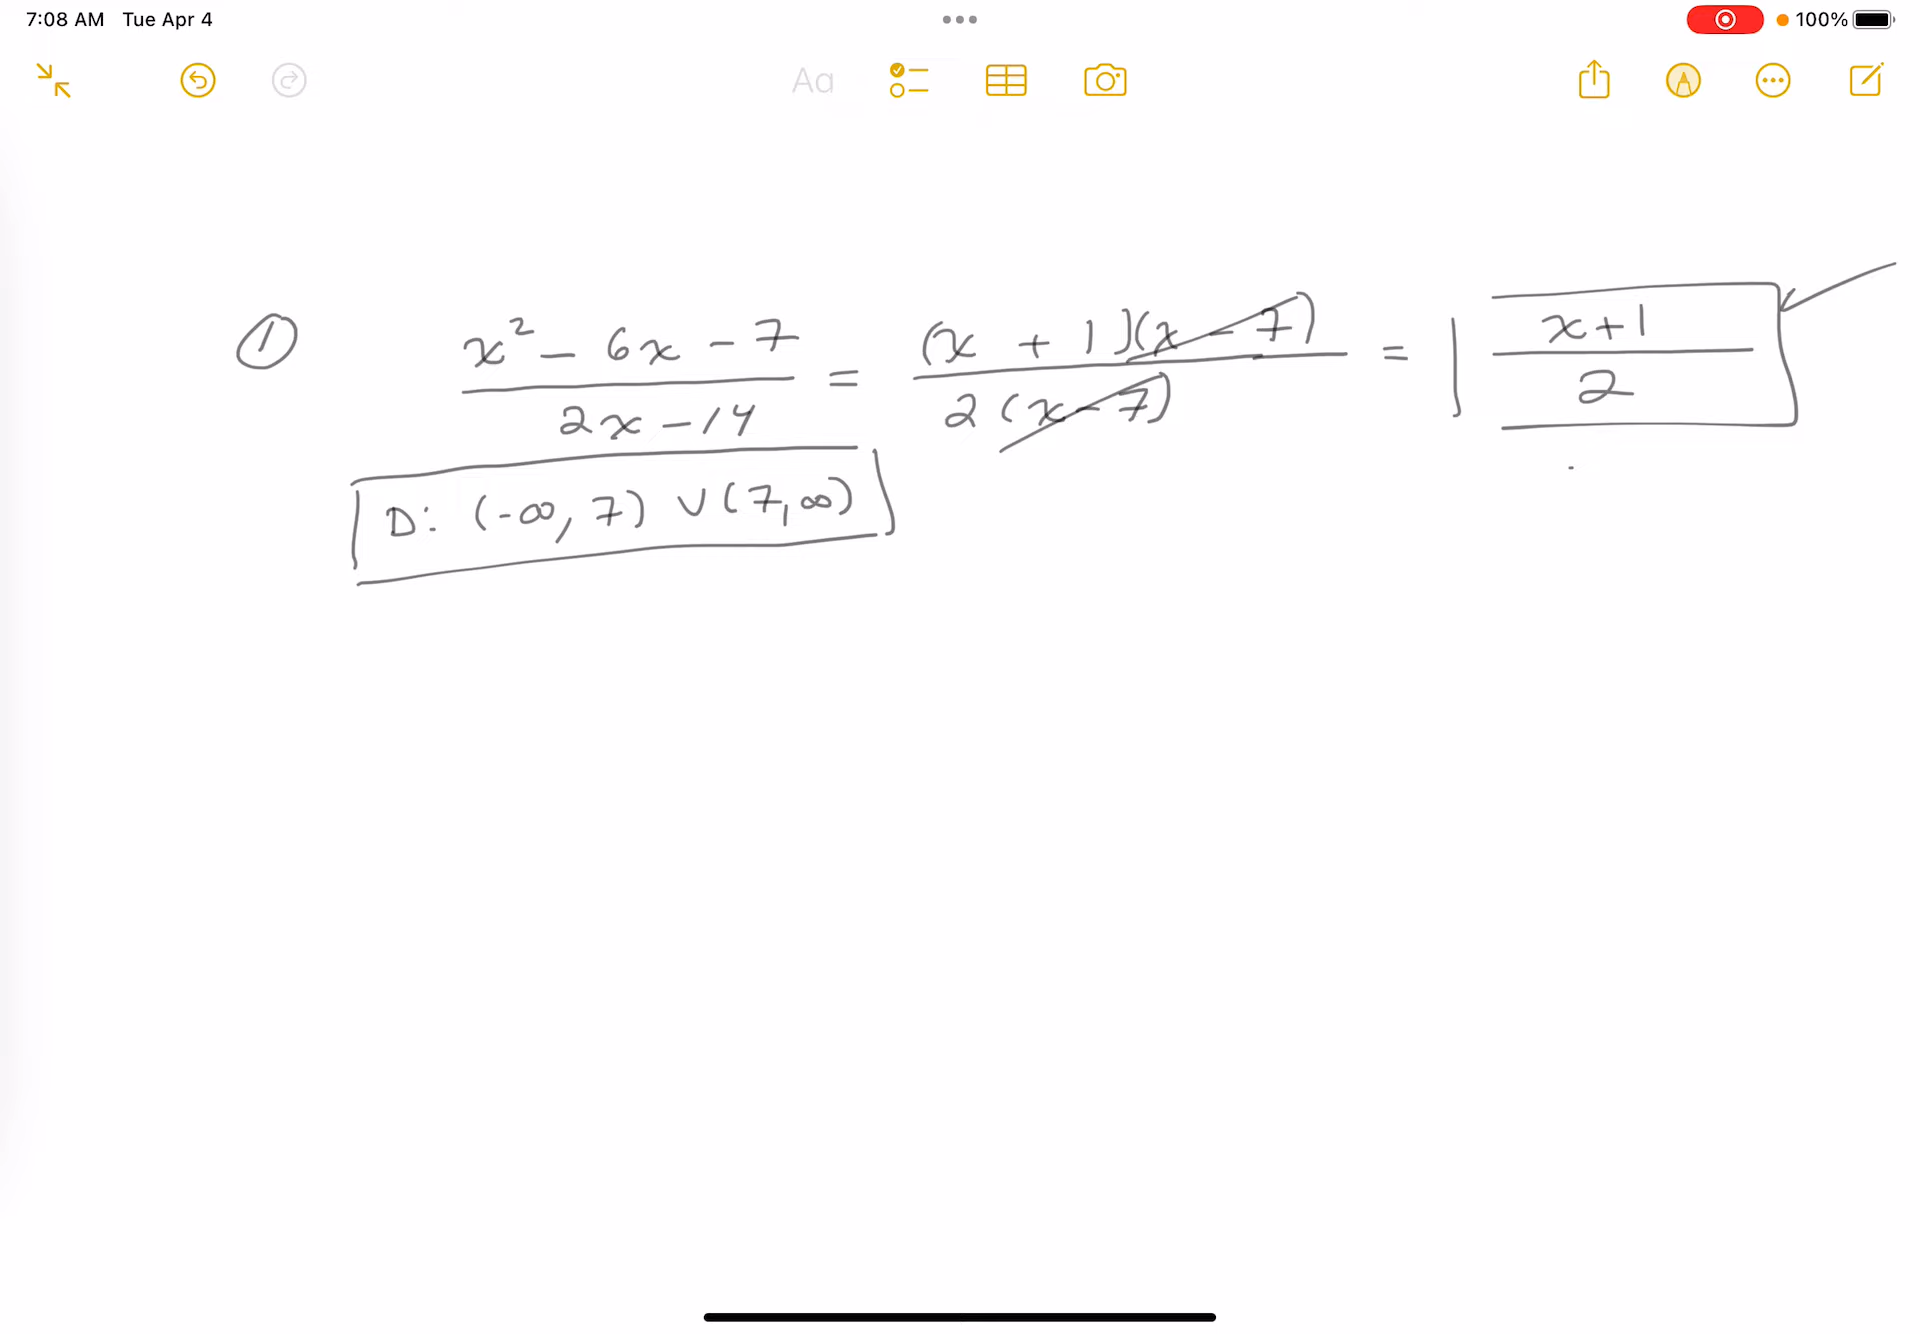 7:08 AM Tue Apr 4
100%
Aa
① x² - 6x - 7 / 2x - 14 = (x + 1)(x - 7) / 2(x - 7) = x+1 / 2
D: (-∞, 7) ∪ (7, ∞)